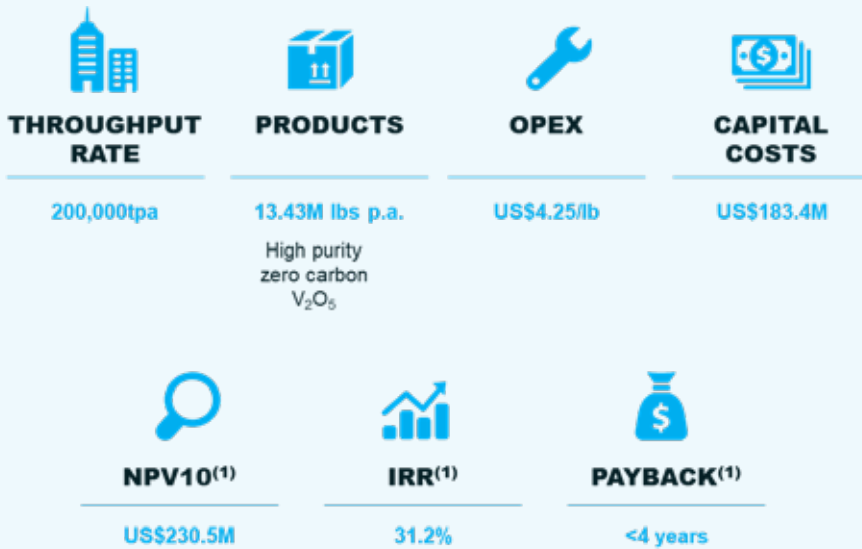 THROUGHPUT RATE
200,000tpa
PRODUCTS
13.43M lbs p.a.
High purity
zero carbon
V₂O₅
OPEX
US$4.25/lb
CAPITAL
COSTS
US$183.4M
NPV10⁽¹⁾
US$230.5M
IRR⁽¹⁾
31.2%
PAYBACK⁽¹⁾
<4 years